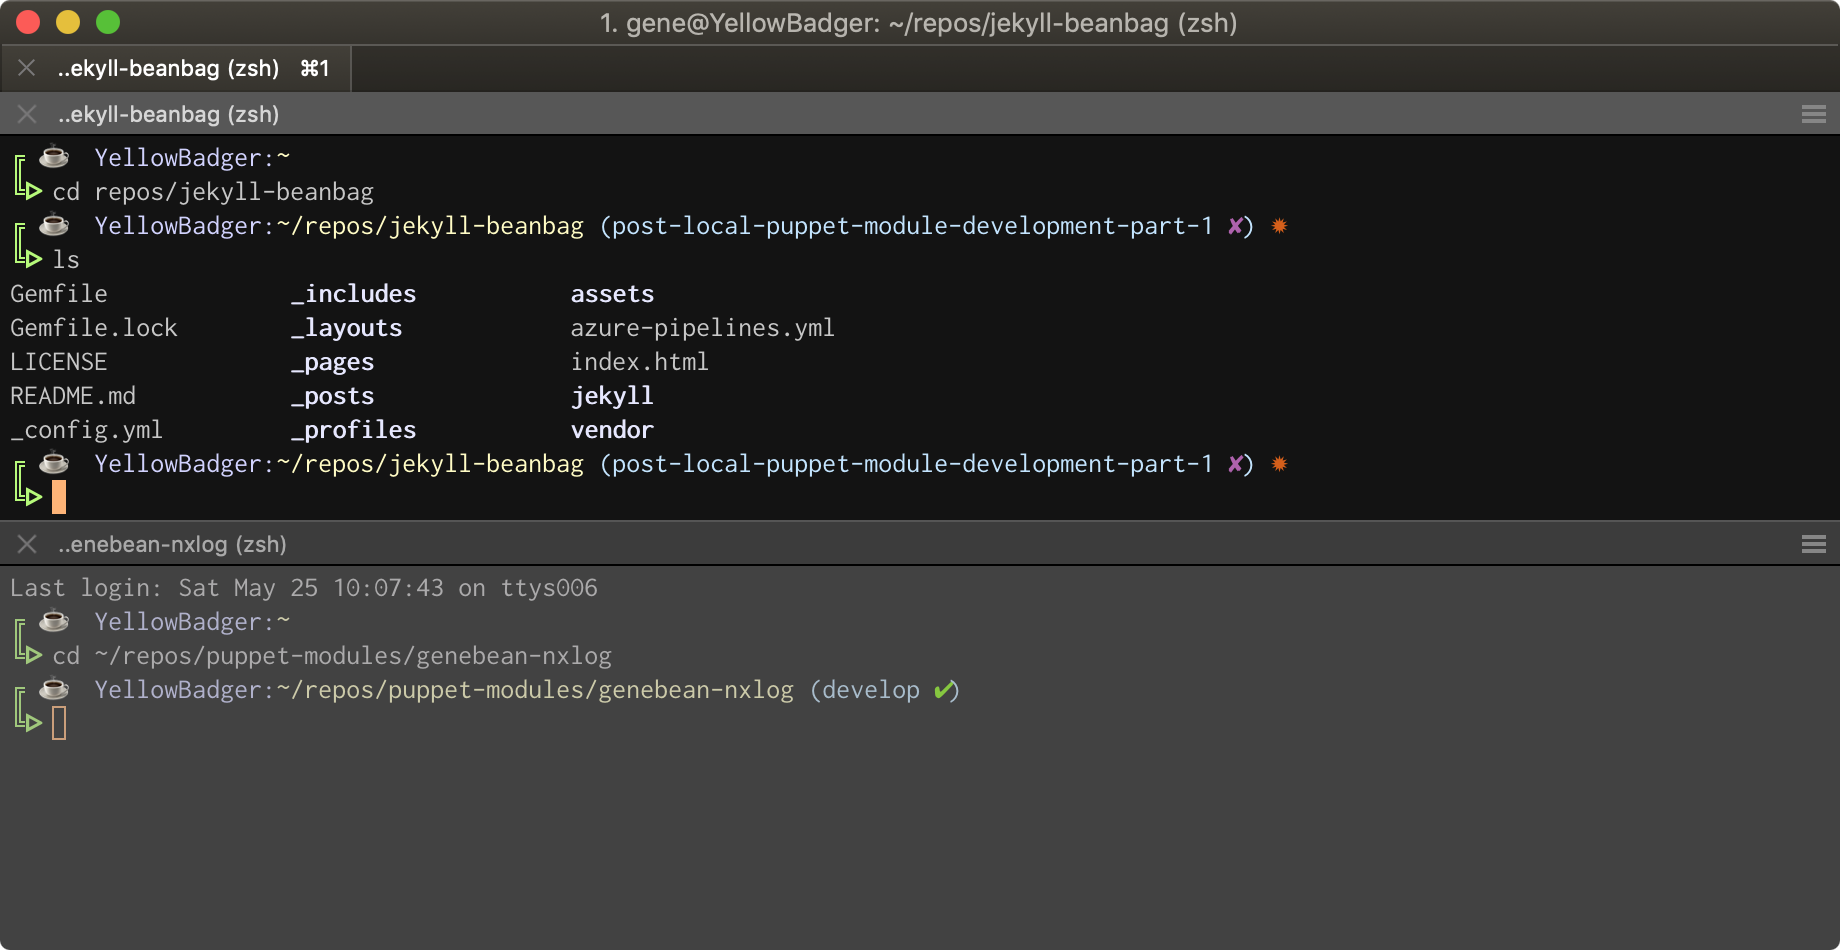 1. gene@YellowBadger: ~/repos/jekyll-beanbag (zsh)
..ekyll-beanbag (zsh) ⌘1
..ekyll-beanbag (zsh)
╔ ☕ YellowBadger:~
╚▷ cd repos/jekyll-beanbag
╔ ☕ YellowBadger:~/repos/jekyll-beanbag (post-local-puppet-module-development-part-1 ✘) ✹
╚▷ ls
Gemfile _includes assets
Gemfile.lock _layouts azure-pipelines.yml
LICENSE _pages index.html
README.md _posts jekyll
_config.yml _profiles vendor
╔ ☕ YellowBadger:~/repos/jekyll-beanbag (post-local-puppet-module-development-part-1 ✘) ✹
╚▷
..enebean-nxlog (zsh)
Last login: Sat May 25 10:07:43 on ttys006
╔ ☕ YellowBadger:~
╚▷ cd ~/repos/puppet-modules/genebean-nxlog
╔ ☕ YellowBadger:~/repos/puppet-modules/genebean-nxlog (develop ✔)
╚▷